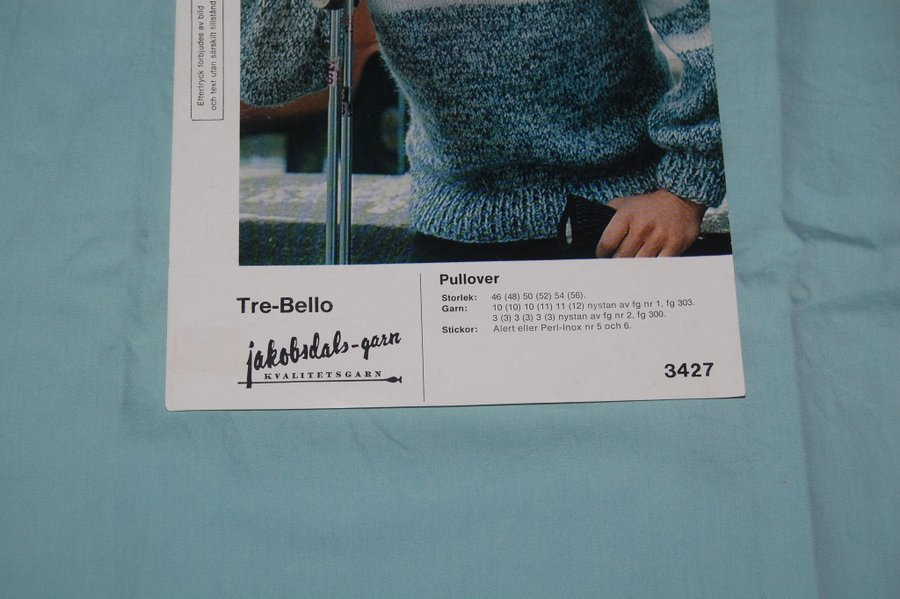 Eftertryck förbjudes av bild
och text utan särskilt tillstånd
Tre-Bello
jakobsdals-garn
KVALITETSGARN
Pullover
Storlek: 46 (48) 50 (52) 54 (56).
Garn: 10 (10) 10 (11) 11 (12) nystan av fg nr 1, fg 303.
3 (3) 3 (3) 3 (3) nystan av fg nr 2, fg 300.
Stickor: Alert eller Perl-Inox nr 5 och 6.
3427